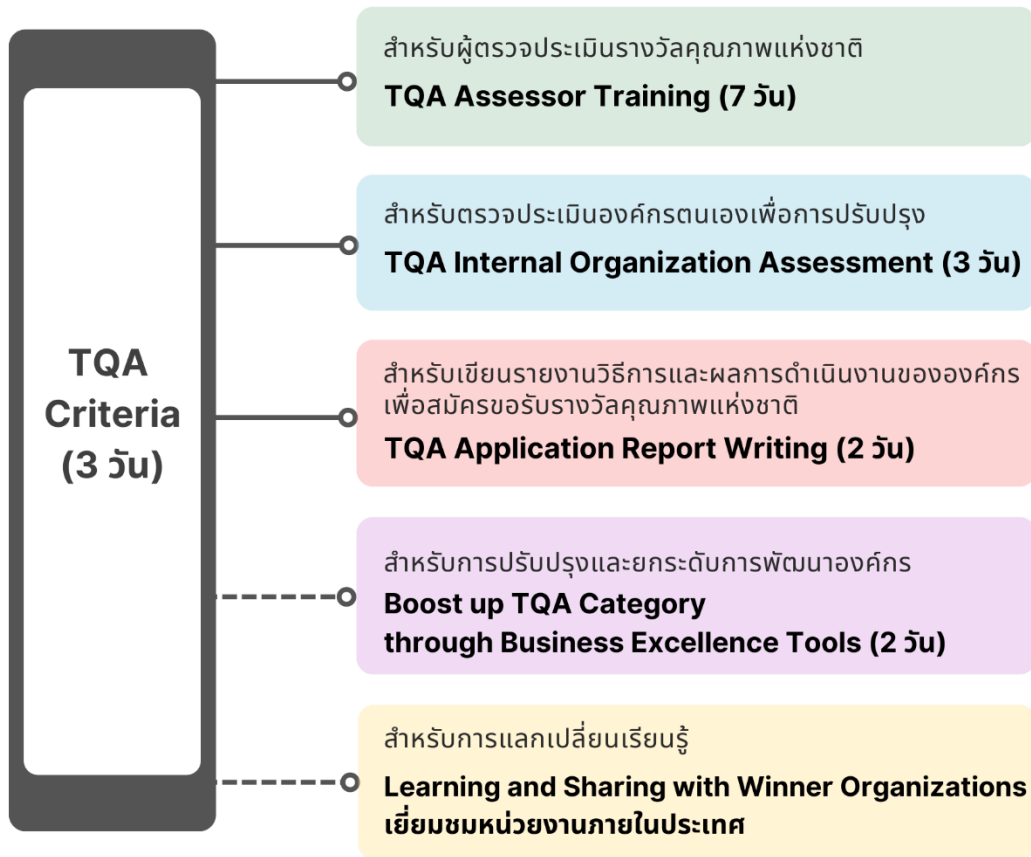 TQA
Criteria
(3 วัน)
สำหรับผู้ตรวจประเมินรางวัลคุณภาพแห่งชาติ
TQA Assessor Training (7 วัน)
สำหรับตรวจประเมินองค์กรตนเองเพื่อการปรับปรุง
TQA Internal Organization Assessment (3 วัน)
สำหรับเขียนรายงานวิธีการและผลการดำเนินงานขององค์กร
เพื่อสมัครขอรับรางวัลคุณภาพแห่งชาติ
TQA Application Report Writing (2 วัน)
สำหรับการปรับปรุงและยกระดับการพัฒนาองค์กร
Boost up TQA Category
through Business Excellence Tools (2 วัน)
สำหรับการแลกเปลี่ยนเรียนรู้
Learning and Sharing with Winner Organizations
เยี่ยมชมหน่วยงานภายในประเทศ